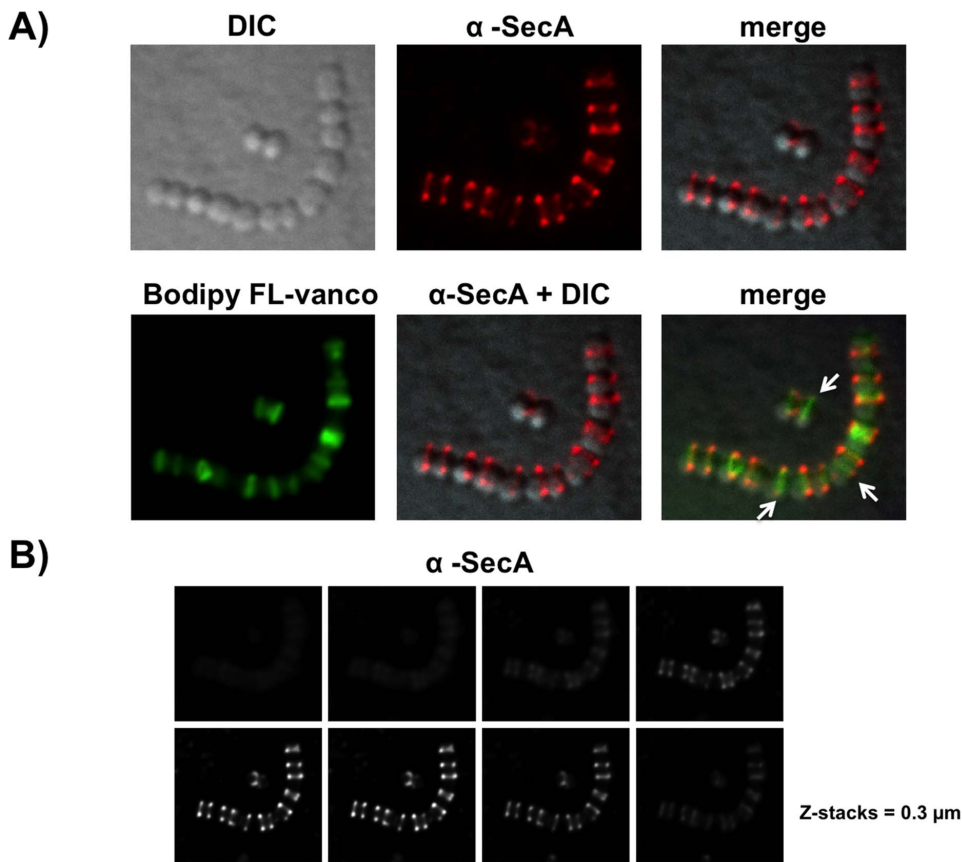 A)
DIC
α -SecA
merge
Bodipy FL-vanco
α-SecA + DIC
merge
B)
α -SecA
Z-stacks = 0.3 µm